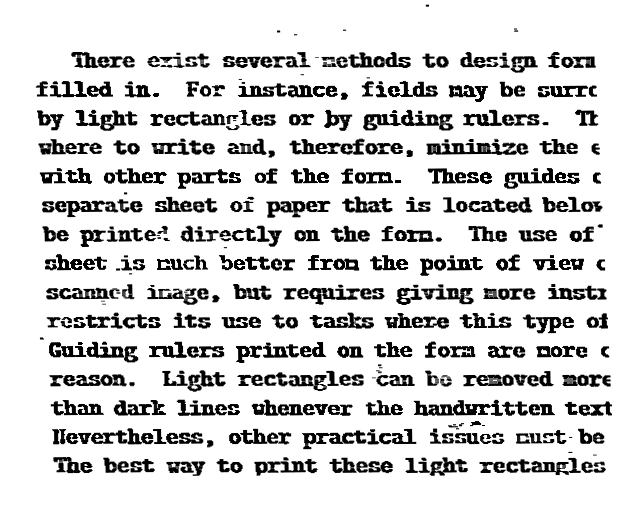 There exist several methods to design form
filled in. For instance, fields may be surro
by light rectangles or by guiding rulers. Th
where to write and, therefore, minimize the e
with other parts of the form. These guides c
separate sheet of paper that is located below
be printed directly on the form. The use of
sheet is much better from the point of view o
scanned image, but requires giving more instr
restricts its use to tasks where this type of
Guiding rulers printed on the form are more c
reason. Light rectangles can be removed more
than dark lines whenever the handwritten text
Nevertheless, other practical issues must be
The best way to print these light rectangles